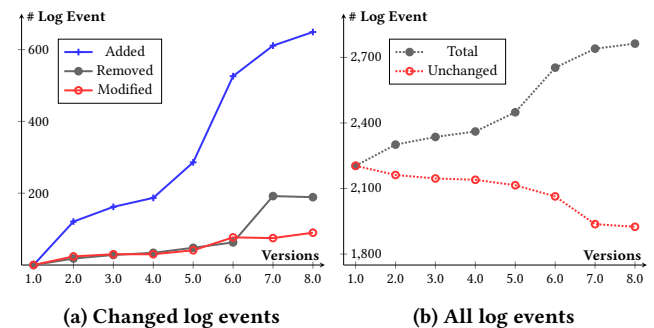 # Log Event
600
400
200
Added
Removed
Modified
Versions
1.0 2.0 3.0 4.0 5.0 6.0 7.0 8.0
(a) Changed log events
# Log Event
2,700
2,400
2,100
1,800
Total
Unchanged
Versions
1.0 2.0 3.0 4.0 5.0 6.0 7.0 8.0
(b) All log events